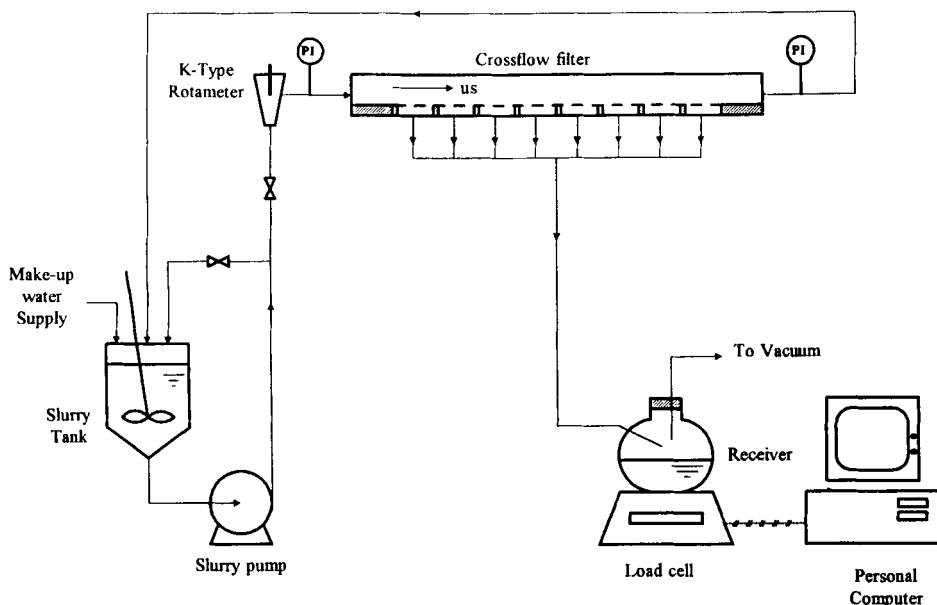 PI
PI
K-Type
Rotameter
Crossflow filter
us
Make-up
water
Supply
To Vacuum
Slurry
Tank
Receiver
Slurry pump
Load cell
Personal
Computer